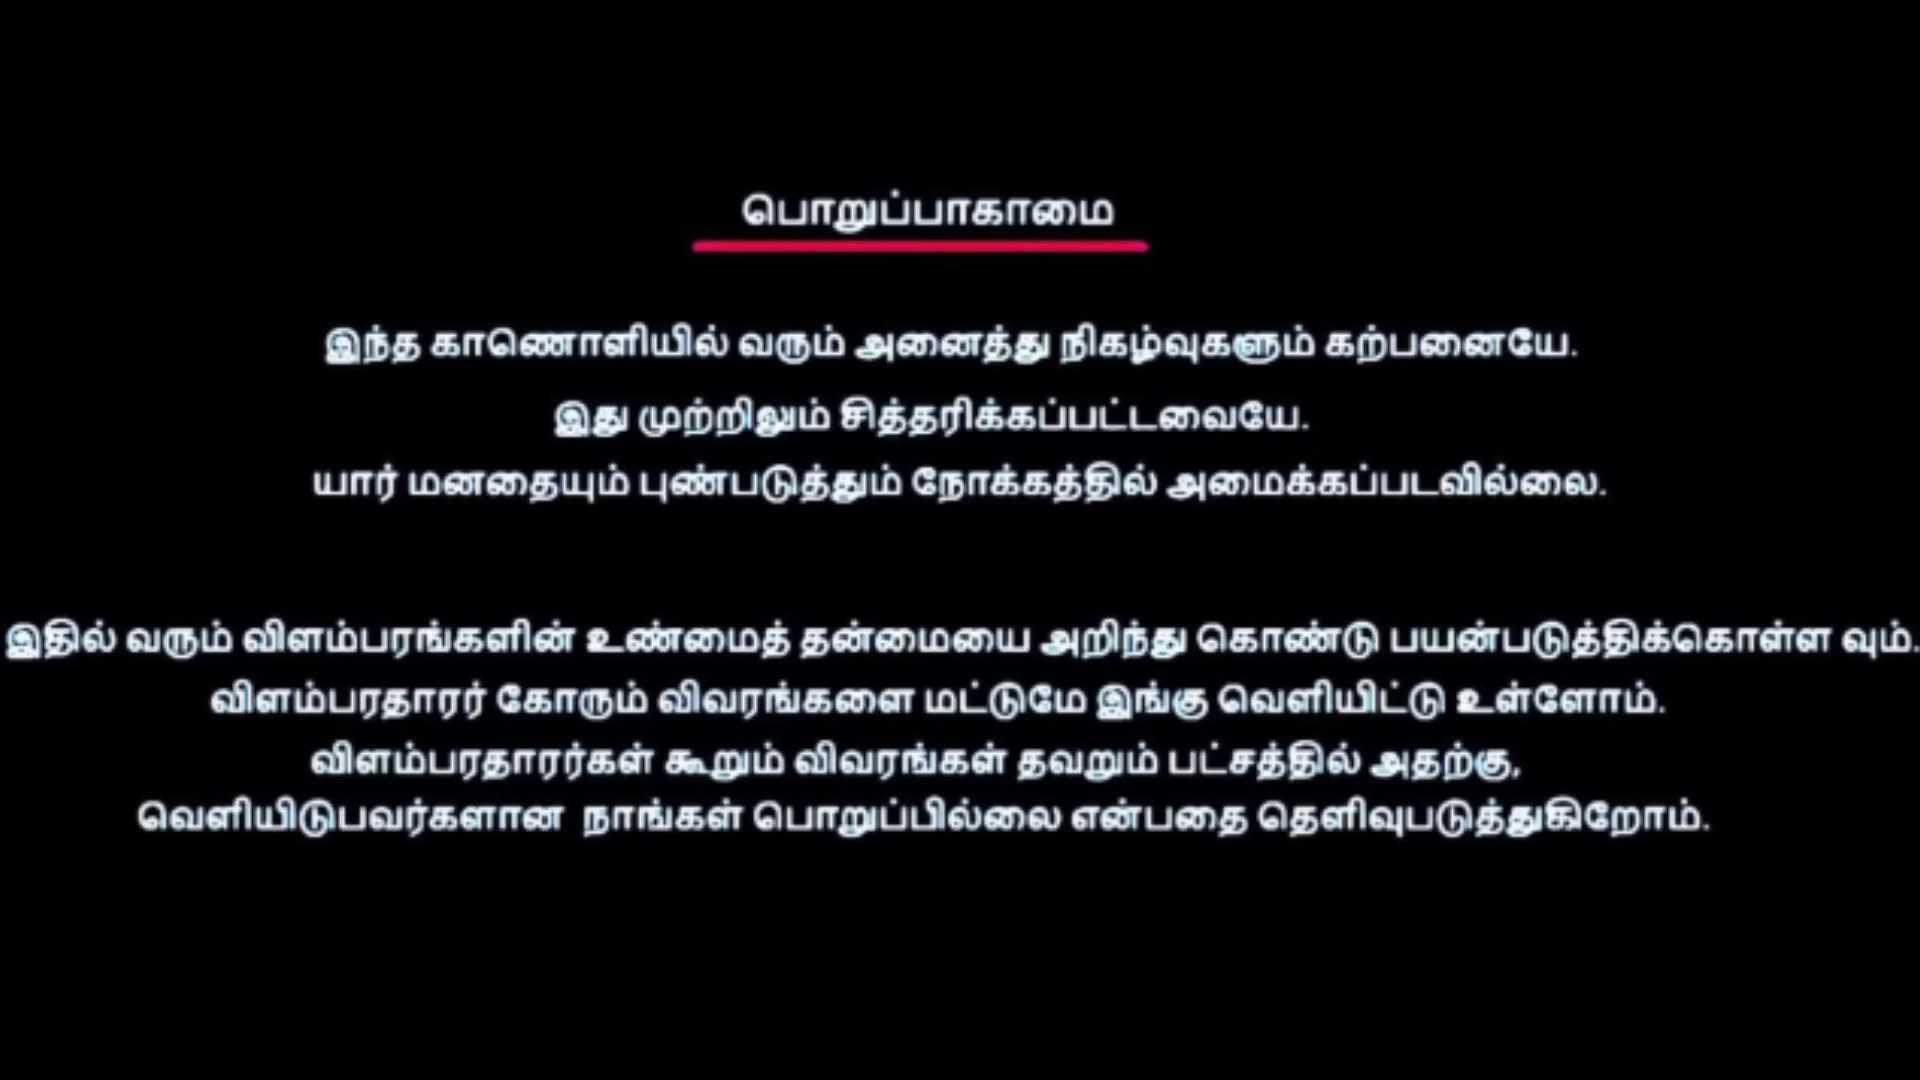 பொறுப்பாகாமை
இந்த காணொளியில் வரும் அனைத்து நிகழ்வுகளும் கற்பனையே.
இது முற்றிலும் சித்தரிக்கப்பட்டவையே.
யார் மனதையும் புண்படுத்தும் நோக்கத்தில் அமைக்கப்படவில்லை.
இதில் வரும் விளம்பரங்களின் உண்மைத் தன்மையை அறிந்து கொண்டு பயன்படுத்திக்கொள்ள வும்.
விளம்பரதாரர் கோரும் விவரங்களை மட்டுமே இங்கு வெளியிட்டு உள்ளோம்.
விளம்பரதாரர்கள் கூறும் விவரங்கள் தவறும் பட்சத்தில் அதற்கு,
வெளியிடுபவர்களான நாங்கள் பொறுப்பில்லை என்பதை தெளிவுபடுத்துகிறோம்.